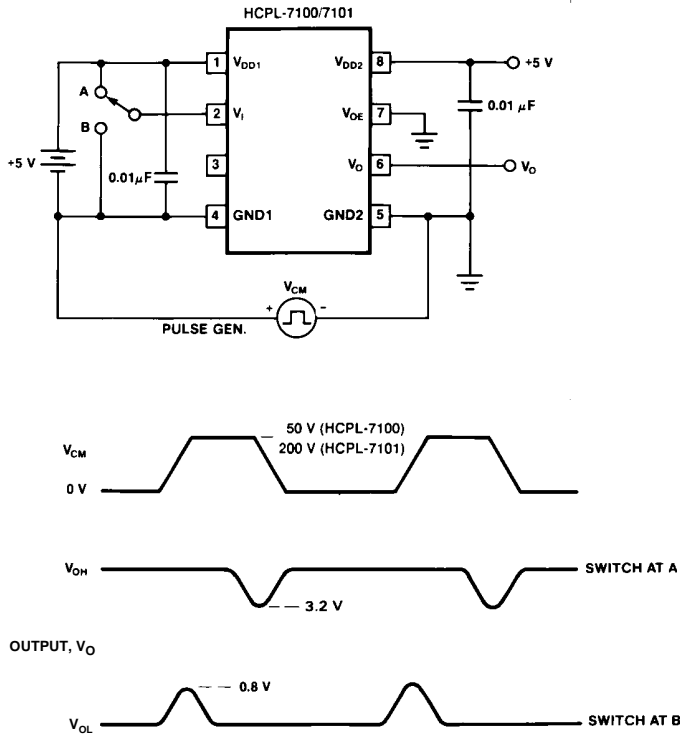 HCPL-7100/7101
1 VDD1
VDD2 8
+5 V
A
2 VI
VOE 7
0.01 µF
B
+5 V
0.01µF
3
VO 6
VO
4 GND1
GND2 5
VCM
+ -
PULSE GEN.
50 V (HCPL-7100)
200 V (HCPL-7101)
VCM
0 V
VOH
SWITCH AT A
3.2 V
OUTPUT, VO
0.8 V
VOL
SWITCH AT B